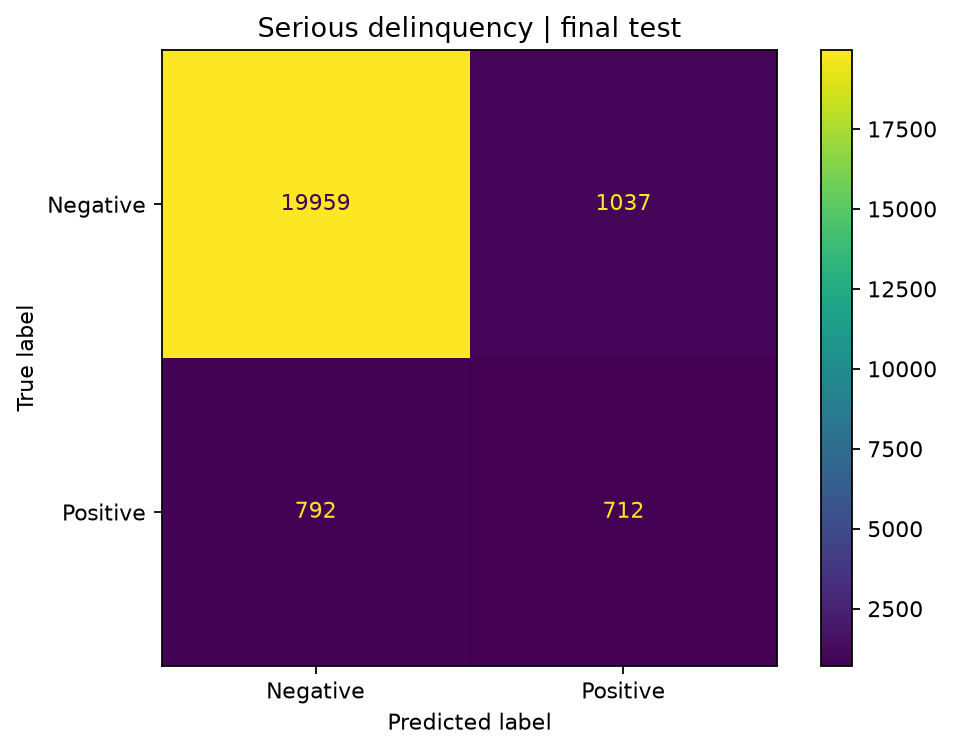 Serious delinquency | final test
True label
Negative
19959
1037
Positive
792
712
Negative
Positive
Predicted label
17500
15000
12500
10000
7500
5000
2500